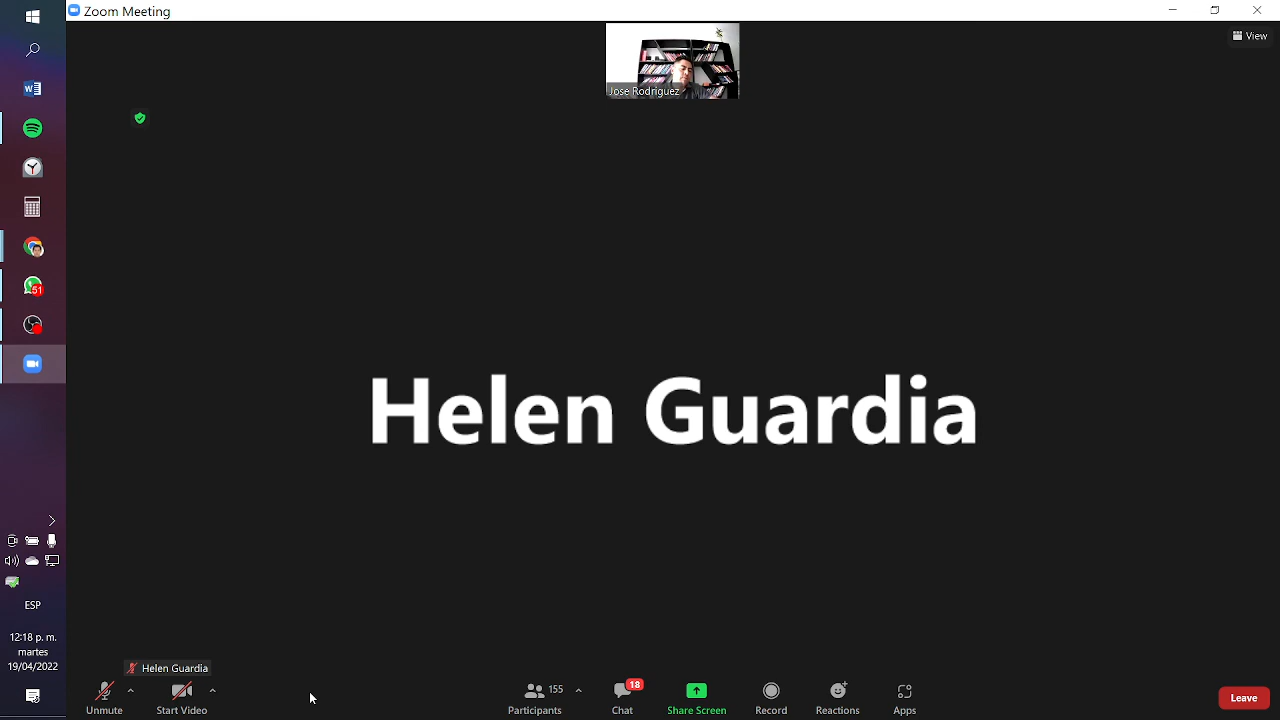 Zoom Meeting
View
Jose Rodriguez
51
Helen Guardia
ESP
12:18 p. m.
martes
19/04/2022
Helen Guardia
155
18
Unmute
Start Video
Participants
Chat
Share Screen
Record
Reactions
Apps
Leave